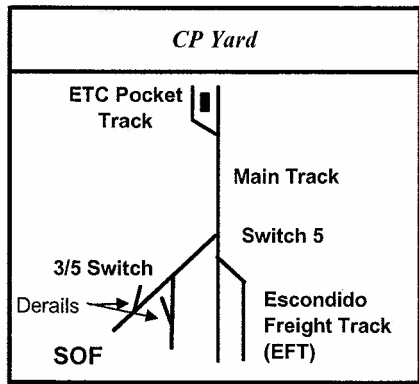 CP Yard
ETC Pocket
Track
Main Track
Switch 5
3/5 Switch
Derails
Escondido
Freight Track
(EFT)
SOF